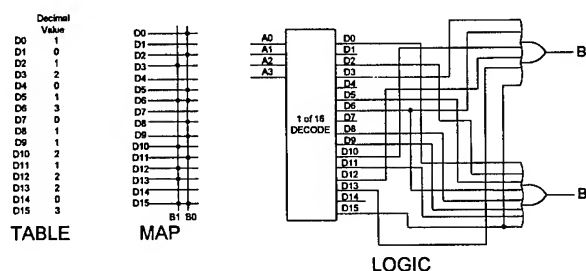 Decimal
Value
D0 1
D1 0
D2 1
D3 2
D4 0
D5 1
D6 3
D7 0
D8 1
D9 1
D10 2
D11 1
D12 2
D13 2
D14 0
D15 3
TABLE
D0
D1
D2
D3
D4
D5
D6
D7
D8
D9
D10
D11
D12
D13
D14
D15
B1 B0
MAP
A0
A1
A2
A3
1 of 16
DECODE
D0
D1
D2
D3
D4
D5
D6
D7
D8
D9
D10
D11
D12
D13
D14
D15
B
B
LOGIC